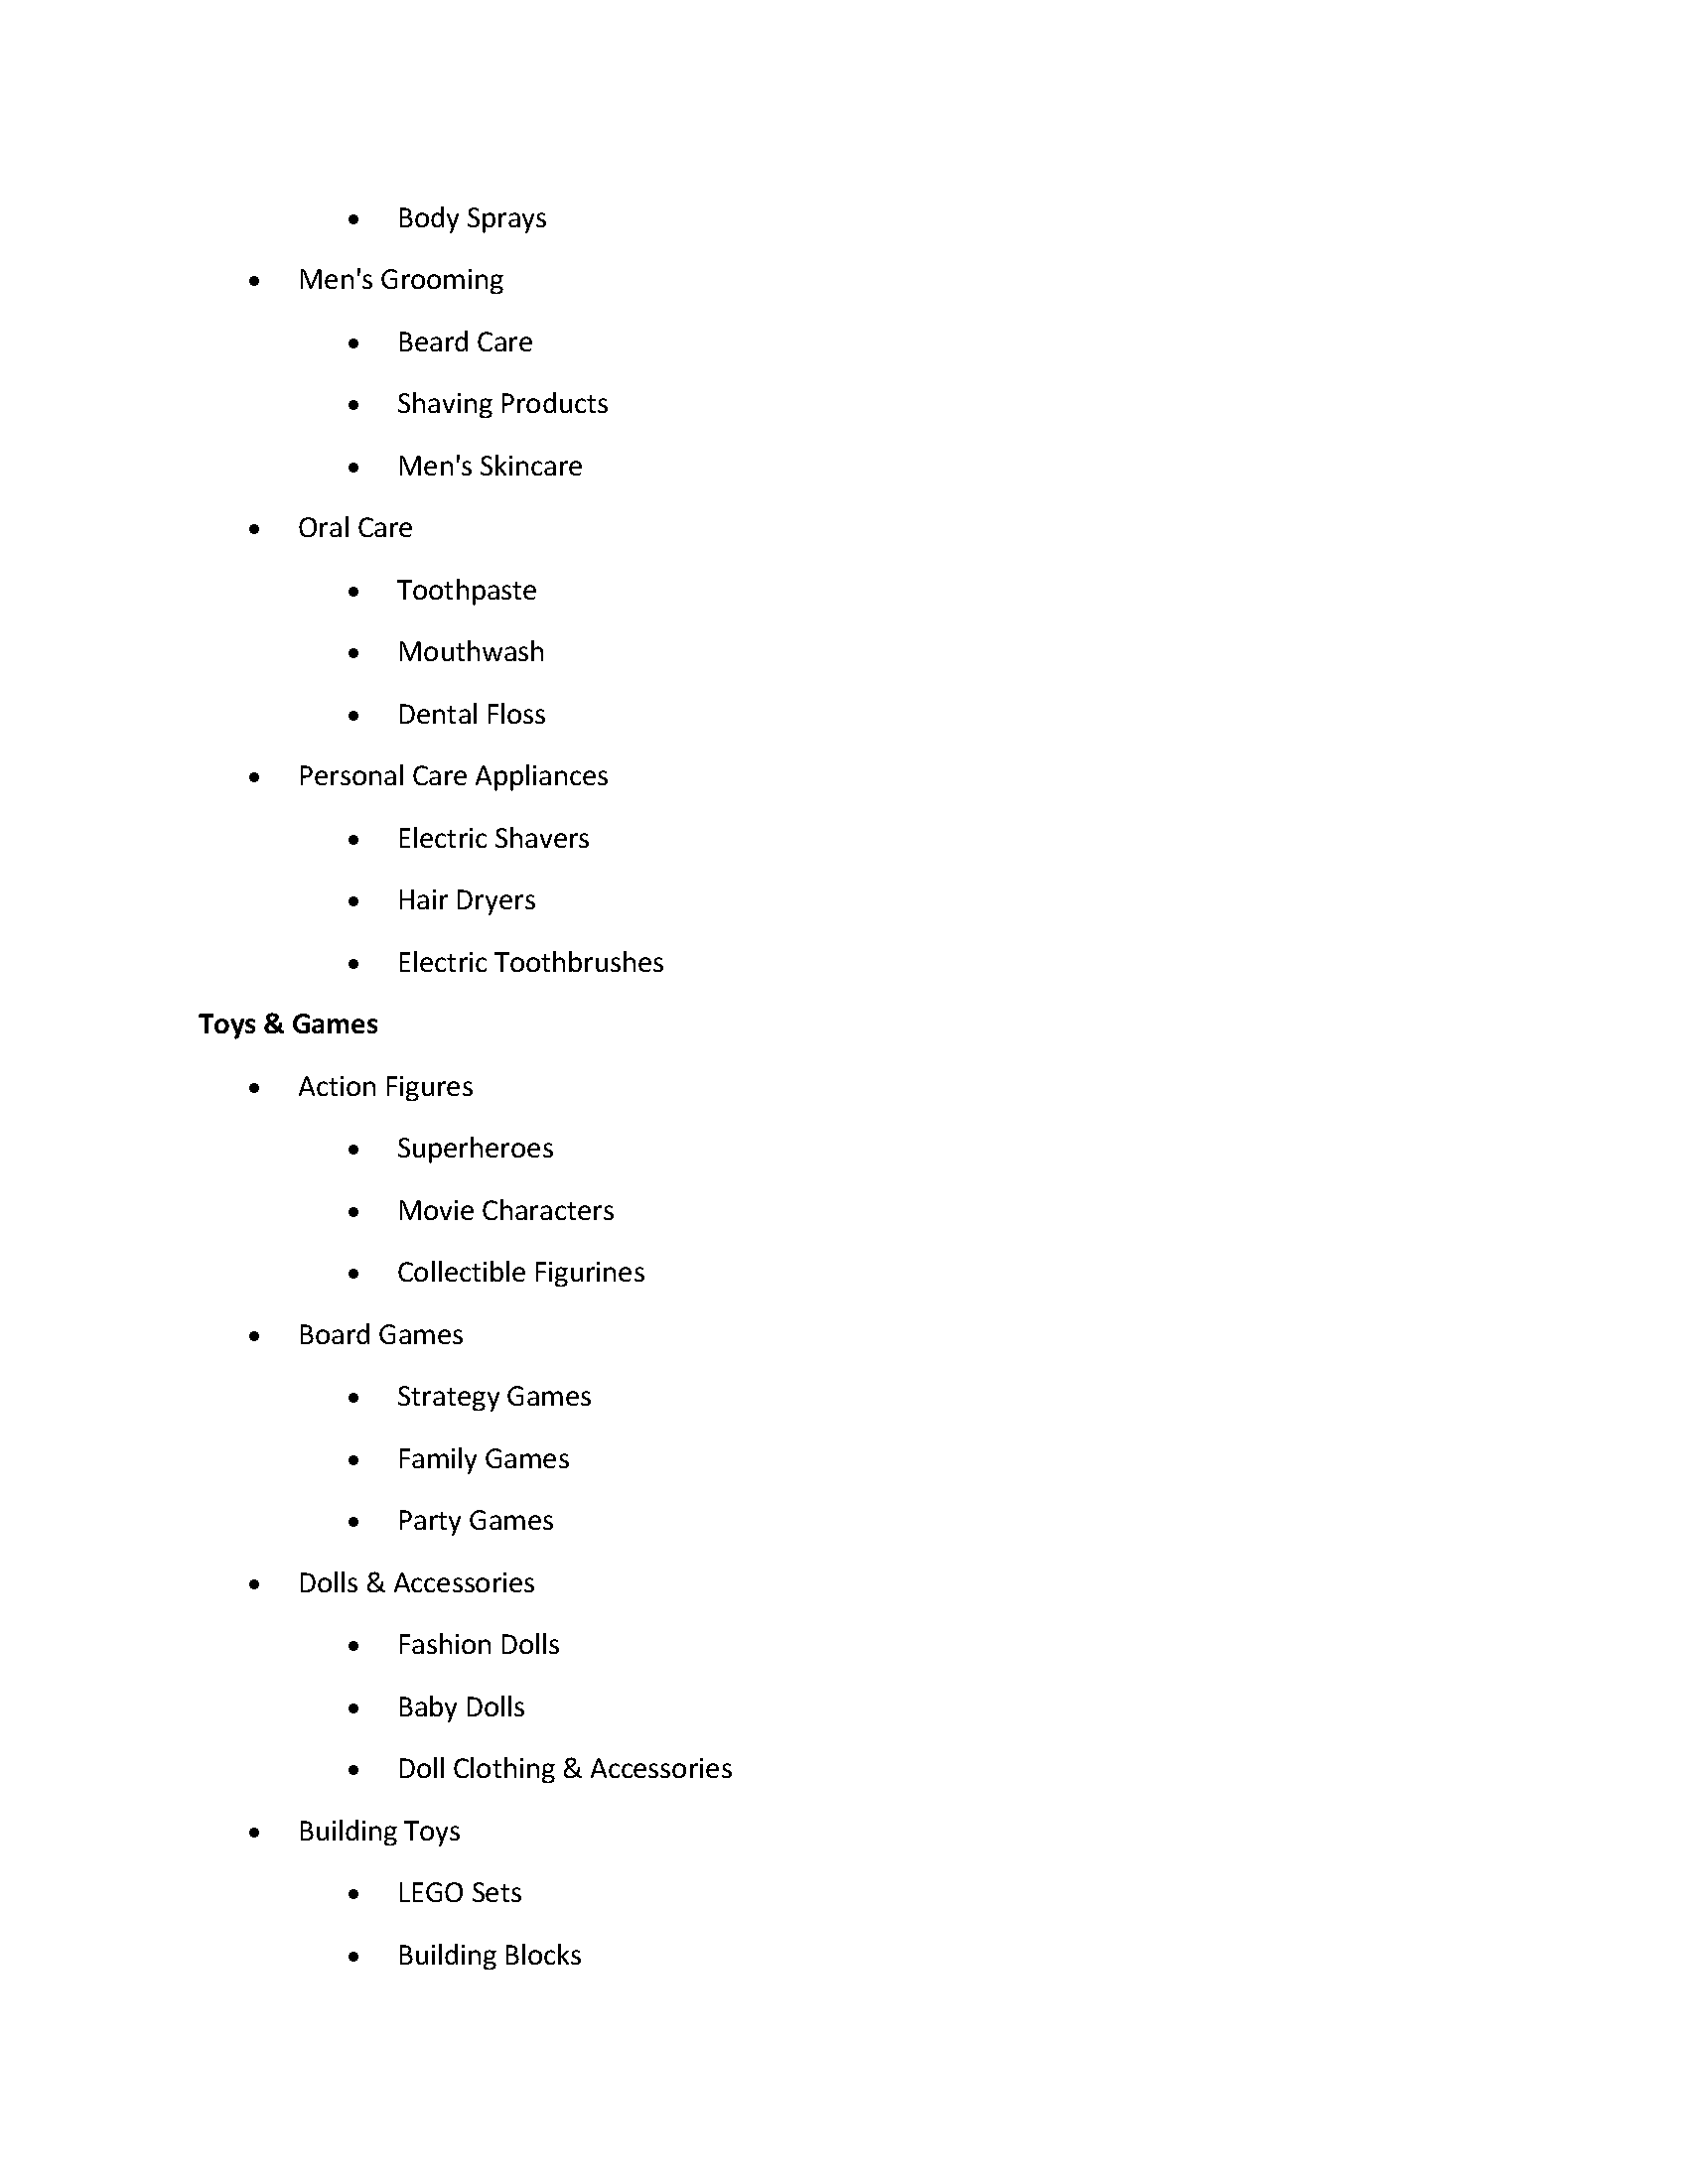 • Body Sprays
• Men's Grooming
• Beard Care
• Shaving Products
• Men's Skincare
• Oral Care
• Toothpaste
• Mouthwash
• Dental Floss
• Personal Care Appliances
• Electric Shavers
• Hair Dryers
• Electric Toothbrushes
Toys & Games
• Action Figures
• Superheroes
• Movie Characters
• Collectible Figurines
• Board Games
• Strategy Games
• Family Games
• Party Games
• Dolls & Accessories
• Fashion Dolls
• Baby Dolls
• Doll Clothing & Accessories
• Building Toys
• LEGO Sets
• Building Blocks